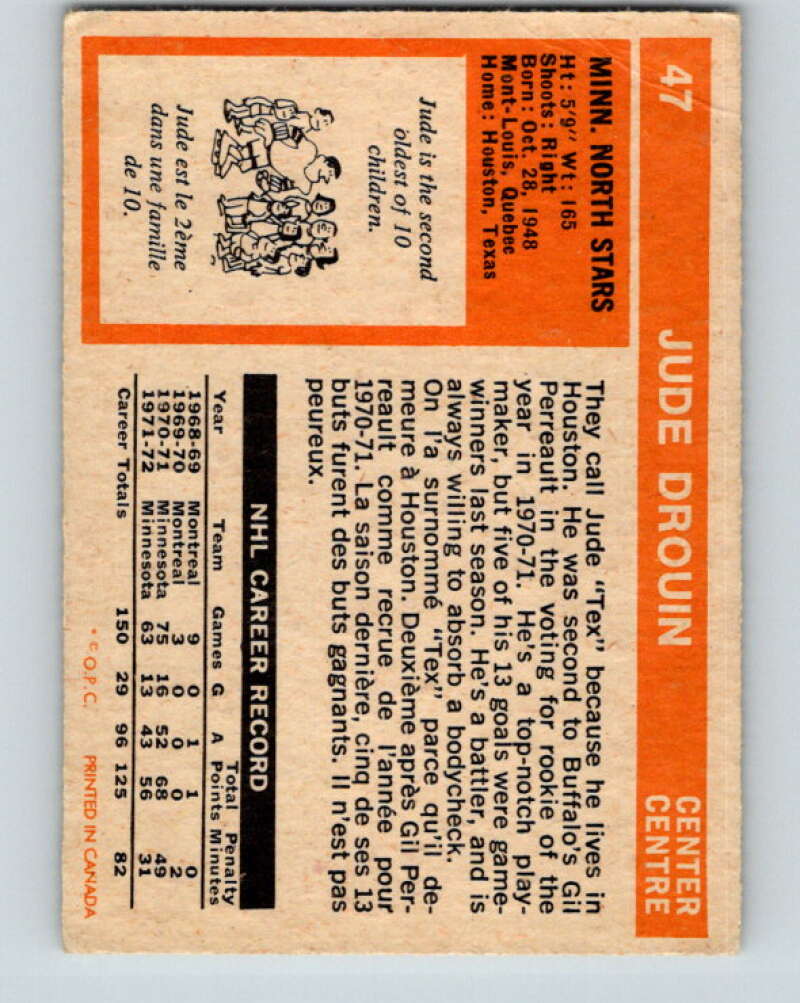 47 JUDE DROUIN CENTER
CENTRE
MINN. NORTH STARS
Ht: 5'9" Wt: 165
Shoots: Right
Born: Oct. 28, 1948
Mont-Louis, Quebec
Home: Houston, Texas
Jude is the second
oldest of 10
children.
Jude est le 2ème
dans une famille
de 10.
They call Jude "Tex" because he lives in
Houston. He was second to Buffalo's Gil
Perreault in the voting for rookie of the
year in 1970-71. He's a top-notch play-
maker, but five of his 13 goals were game-
winners last season. He's a battler, and is
always willing to absorb a bodycheck.
On l'a surnommé "Tex" parce qu'il de-
meure à Houston. Deuxième après Gil Per-
reault comme recrue de l'année pour
1970-71. La saison dernière, cinq de ses 13
buts furent des buts gagnants. Il n'est pas
peureux.
NHL CAREER RECORD
Total Penalty
Year Team Games G A Points Minutes
1968-69 Montreal 9 0 1 1 0
1969-70 Montreal 3 0 0 0 2
1970-71 Minnesota 75 16 52 68 49
1971-72 Minnesota 63 13 43 56 31
Career Totals 150 29 96 125 82
* © O.P.C. PRINTED IN CANADA